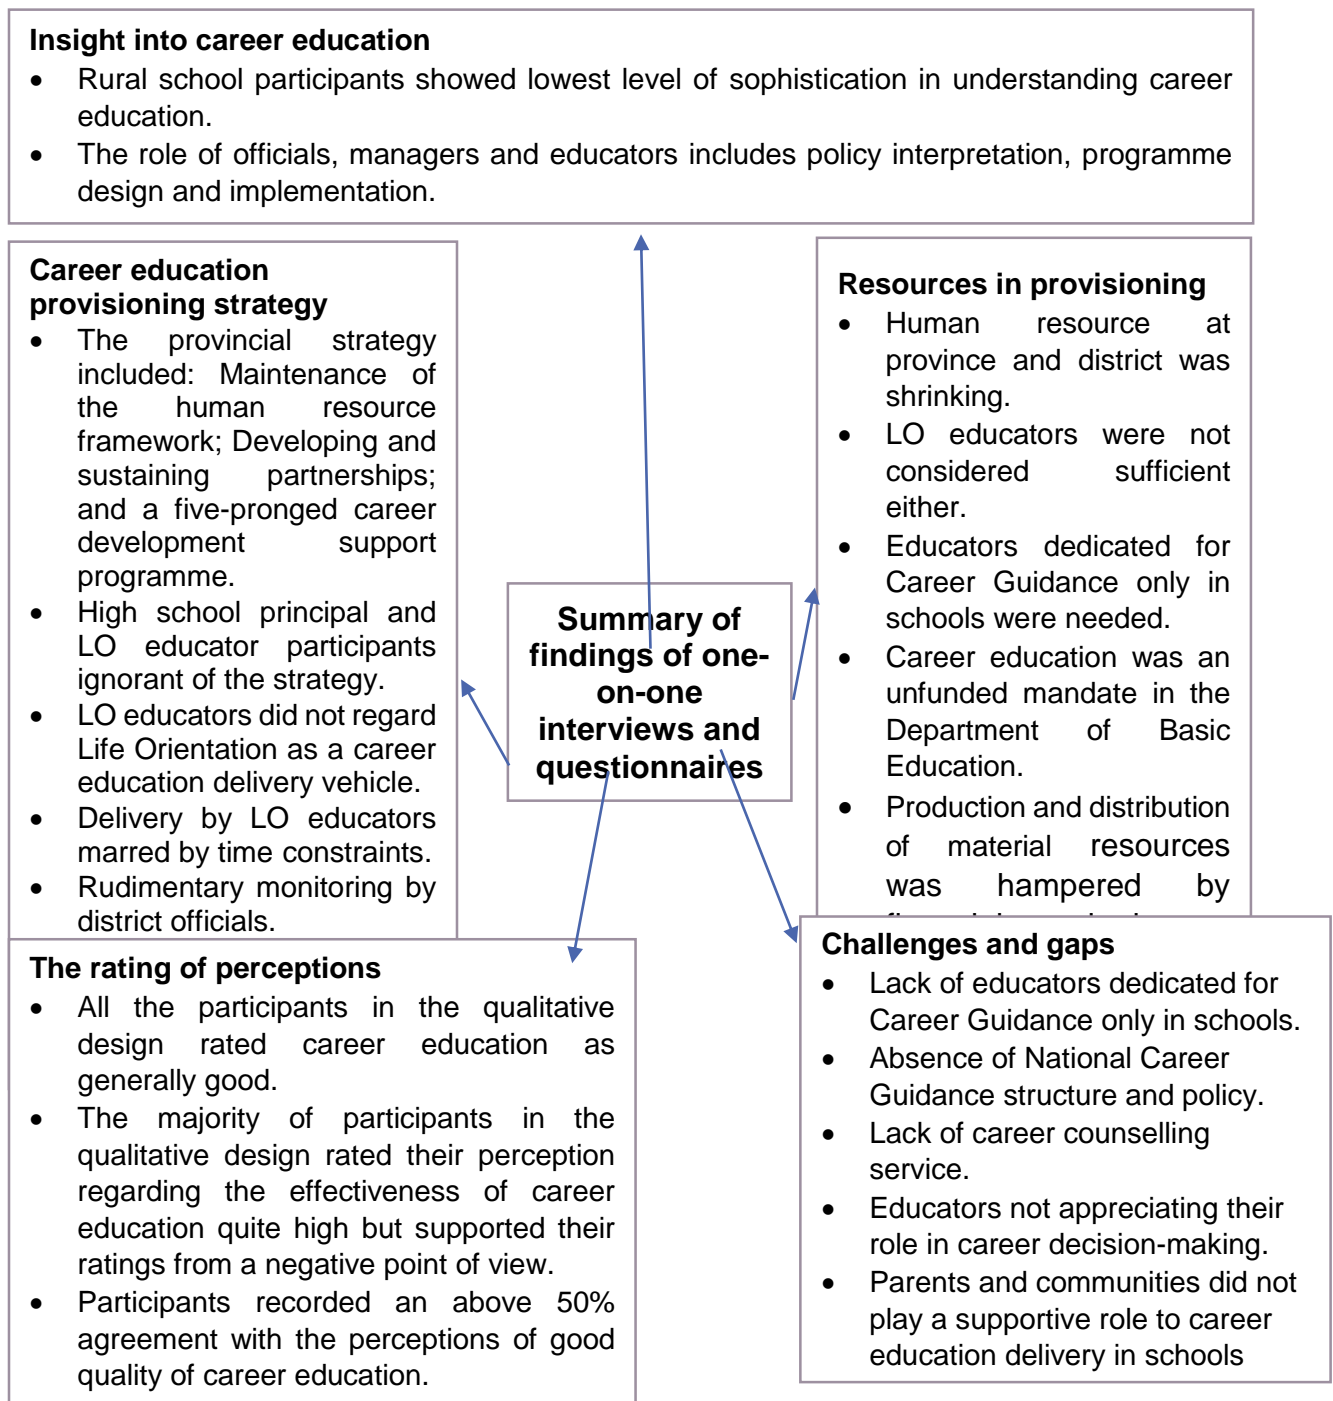 Insight into career education
• Rural school participants showed lowest level of sophistication in understanding career
education.
• The role of officials, managers and educators includes policy interpretation, programme
design and implementation.
Career education
provisioning strategy
• The provincial strategy
included: Maintenance of
the human resource
framework; Developing and
sustaining partnerships;
and a five-pronged career
development support
programme.
• High school principal and
LO educator participants
ignorant of the strategy.
• LO educators did not regard
Life Orientation as a career
education delivery vehicle.
• Delivery by LO educators
marred by time constraints.
• Rudimentary monitoring by
district officials.
Summary of
findings of one-
on-one
interviews and
questionnaires
Resources in provisioning
• Human resource at
province and district was
shrinking.
• LO educators were not
considered sufficient
either.
• Educators dedicated for
Career Guidance only in
schools were needed.
• Career education was an
unfunded mandate in the
Department of Basic
Education.
• Production and distribution
of material resources
was hampered by
The rating of perceptions
• All the participants in the qualitative
design rated career education as
generally good.
• The majority of participants in the
qualitative design rated their perception
regarding the effectiveness of career
education quite high but supported their
ratings from a negative point of view.
• Participants recorded an above 50%
agreement with the perceptions of good
quality of career education.
Challenges and gaps
• Lack of educators dedicated for
Career Guidance only in schools.
• Absence of National Career
Guidance structure and policy.
• Lack of career counselling
service.
• Educators not appreciating their
role in career decision-making.
• Parents and communities did not
play a supportive role to career
education delivery in schools